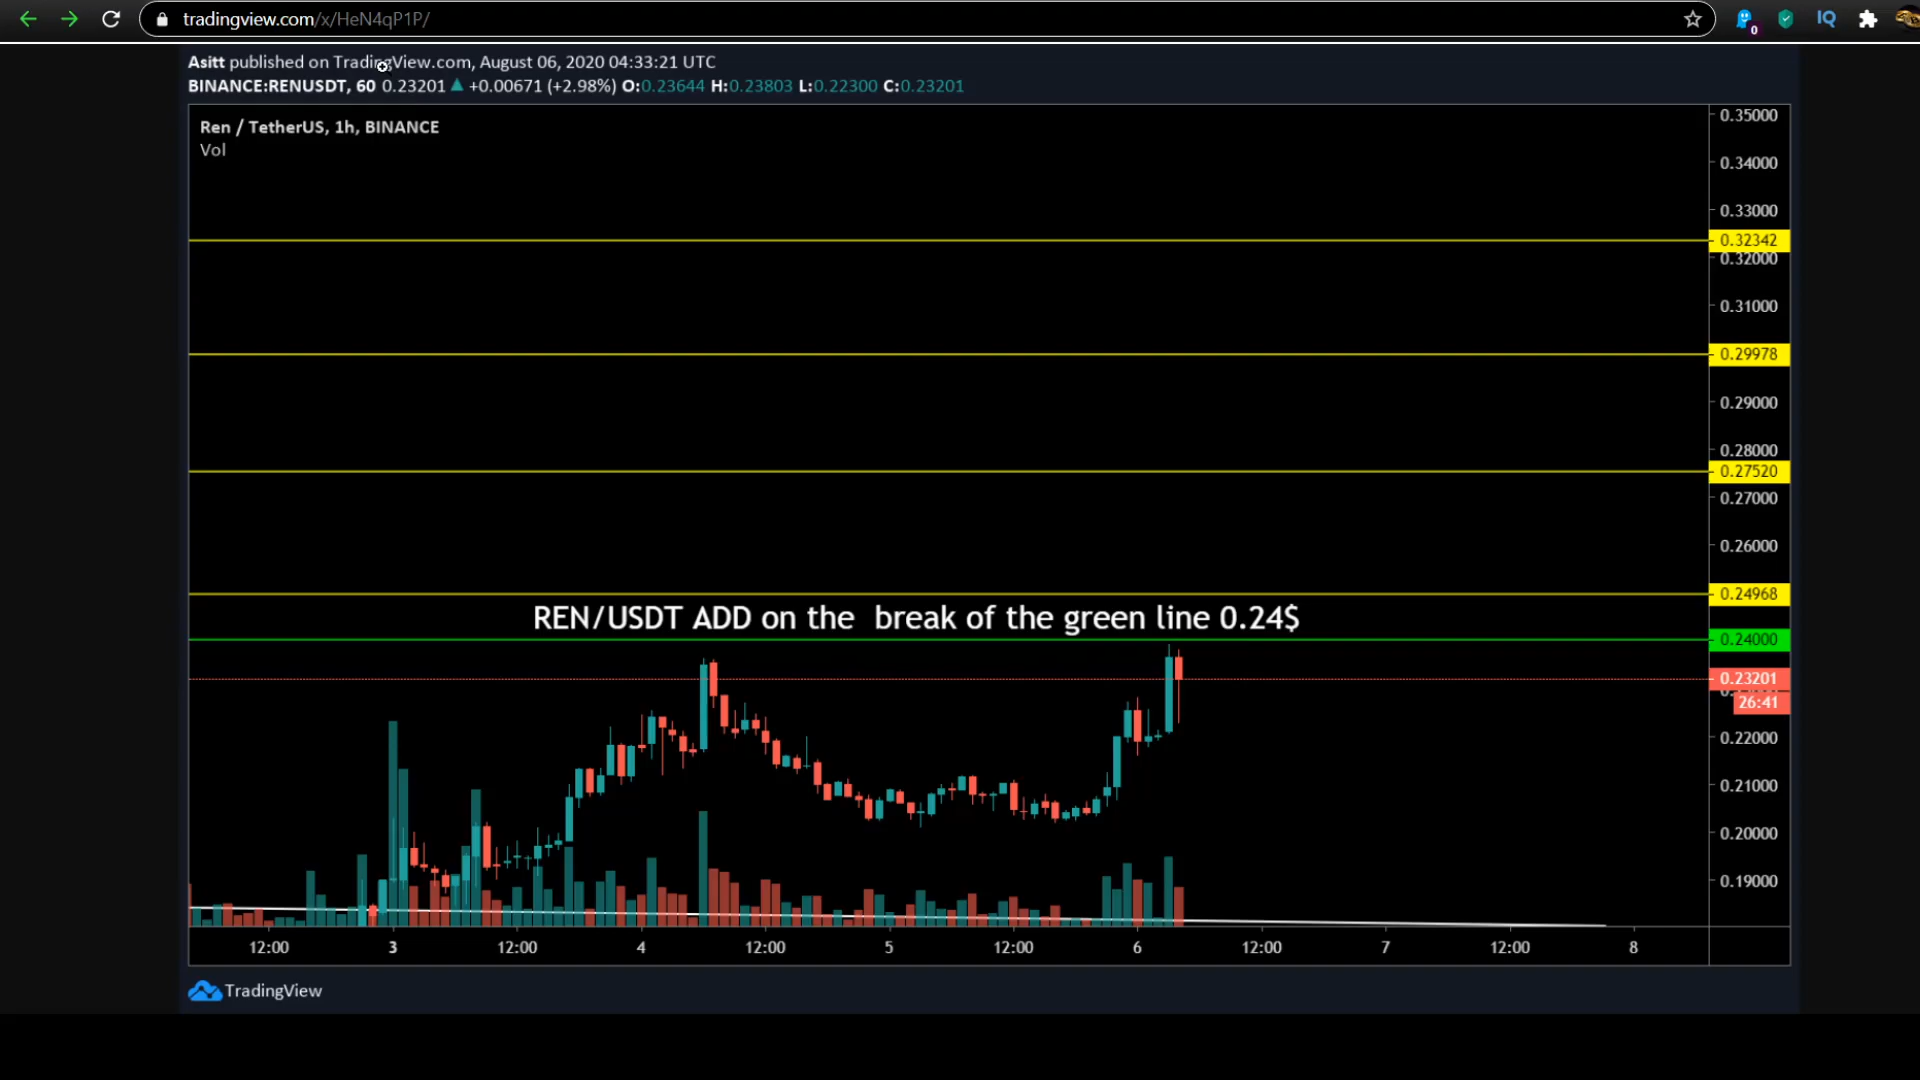 tradingview.com/x/HeN4qP1P/
IQ
0
Asitt published on TradingView.com, August 06, 2020 04:33:21 UTC
BINANCE:RENUSDT, 60 0.23201 ▲ +0.00671 (+2.98%) O:0.23644 H:0.23803 L:0.22300 C:0.23201
Ren / TetherUS, 1h, BINANCE
Vol
0.35000
0.34000
0.33000
0.32342
0.32000
0.31000
0.29978
0.29000
0.28000
0.27520
0.27000
0.26000
0.24968
REN/USDT ADD on the break of the green line 0.24$
0.24000
0.23201
26:41
0.22000
0.21000
0.20000
0.19000
12:00 3 12:00 4 12:00 5 12:00 6 12:00 7 12:00 8
TradingView